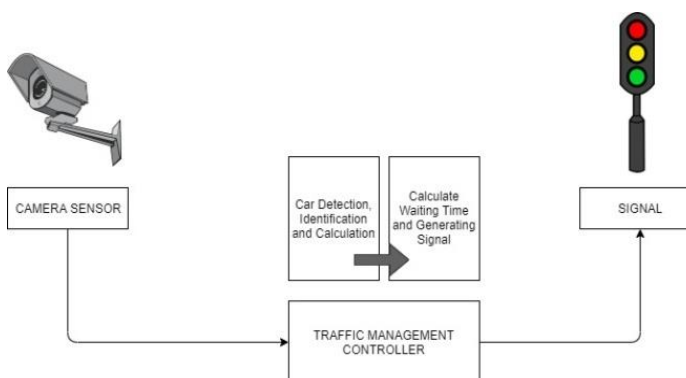 CAMERA SENSOR
Car Detection,
Identification
and Calculation
Calculate
Waiting Time
and Generating
Signal
SIGNAL
TRAFFIC MANAGEMENT
CONTROLLER